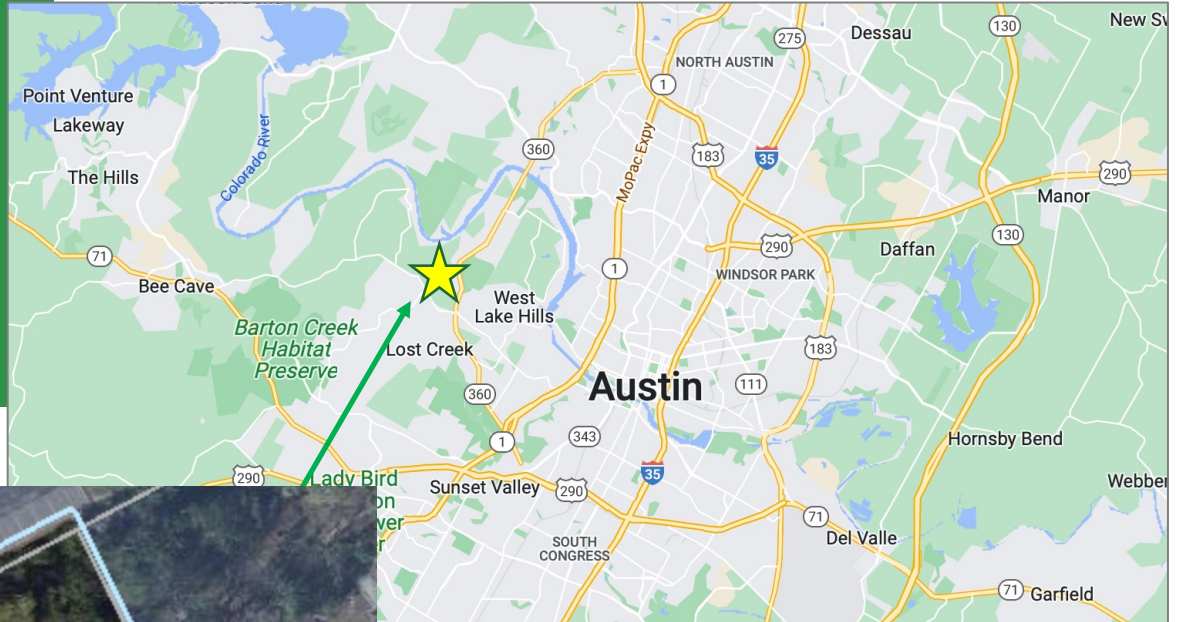 New
130
275
Dessau
NORTH AUSTIN
1
Point Venture
Lakeway
MoPac Expy
Colorado River
360
183
35
The Hills
290
Manor
130
290
Daffan
71
1
WINDSOR PARK
Bee Cave
West
Lake Hills
Barton Creek
Habitat
Preserve
Lost Creek
183
Austin
111
360
1
343
Hornsby Bend
35
290
Lady Bird
Sunset Valley
290
71
Del Valle
SOUTH
CONGRESS
71
Garfield